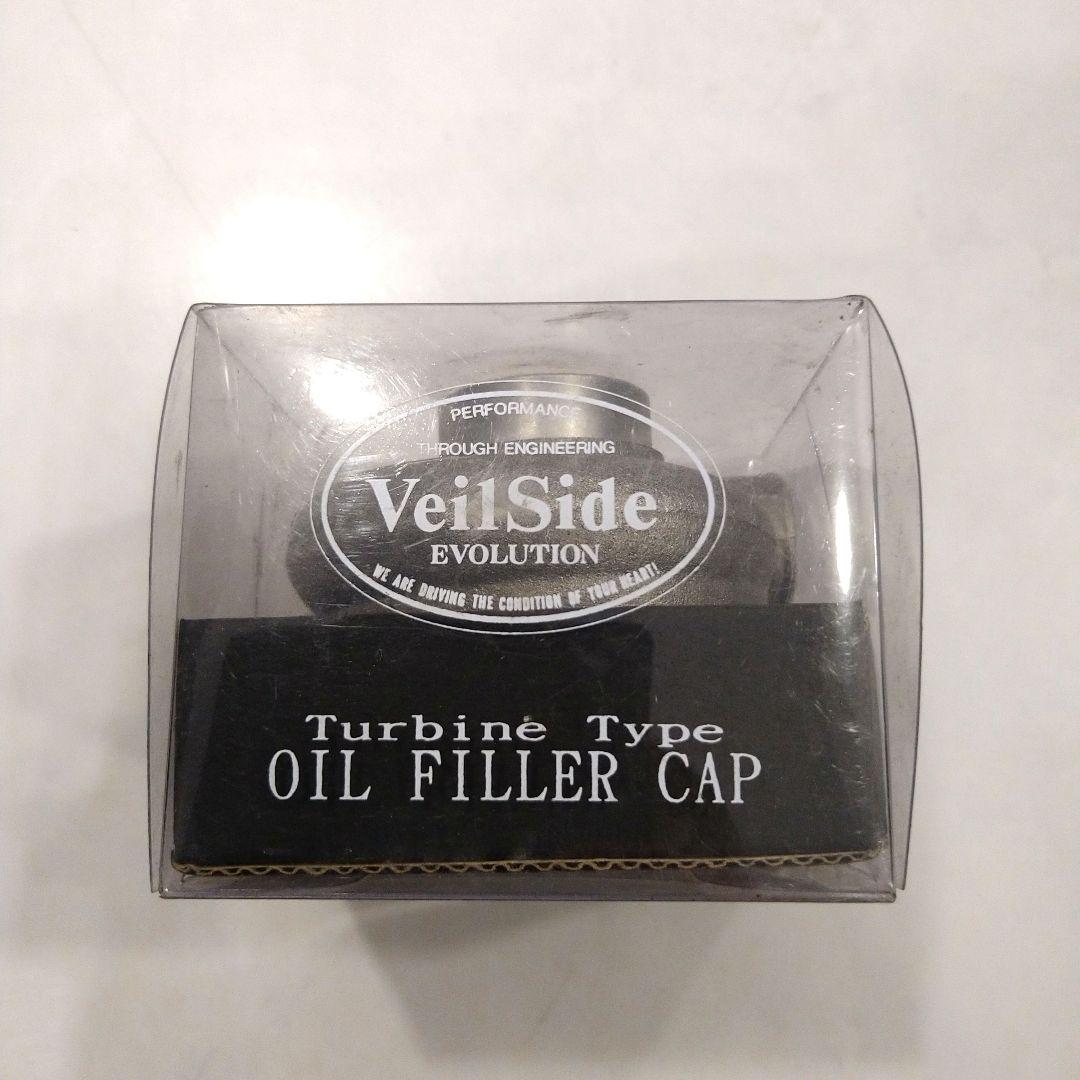 PERFORMANCE
THROUGH ENGINEERING
VeilSide
EVOLUTION
WE ARE DRIVING THE CONDITION OF YOUR HEART!
Turbine Type
OIL FILLER CAP